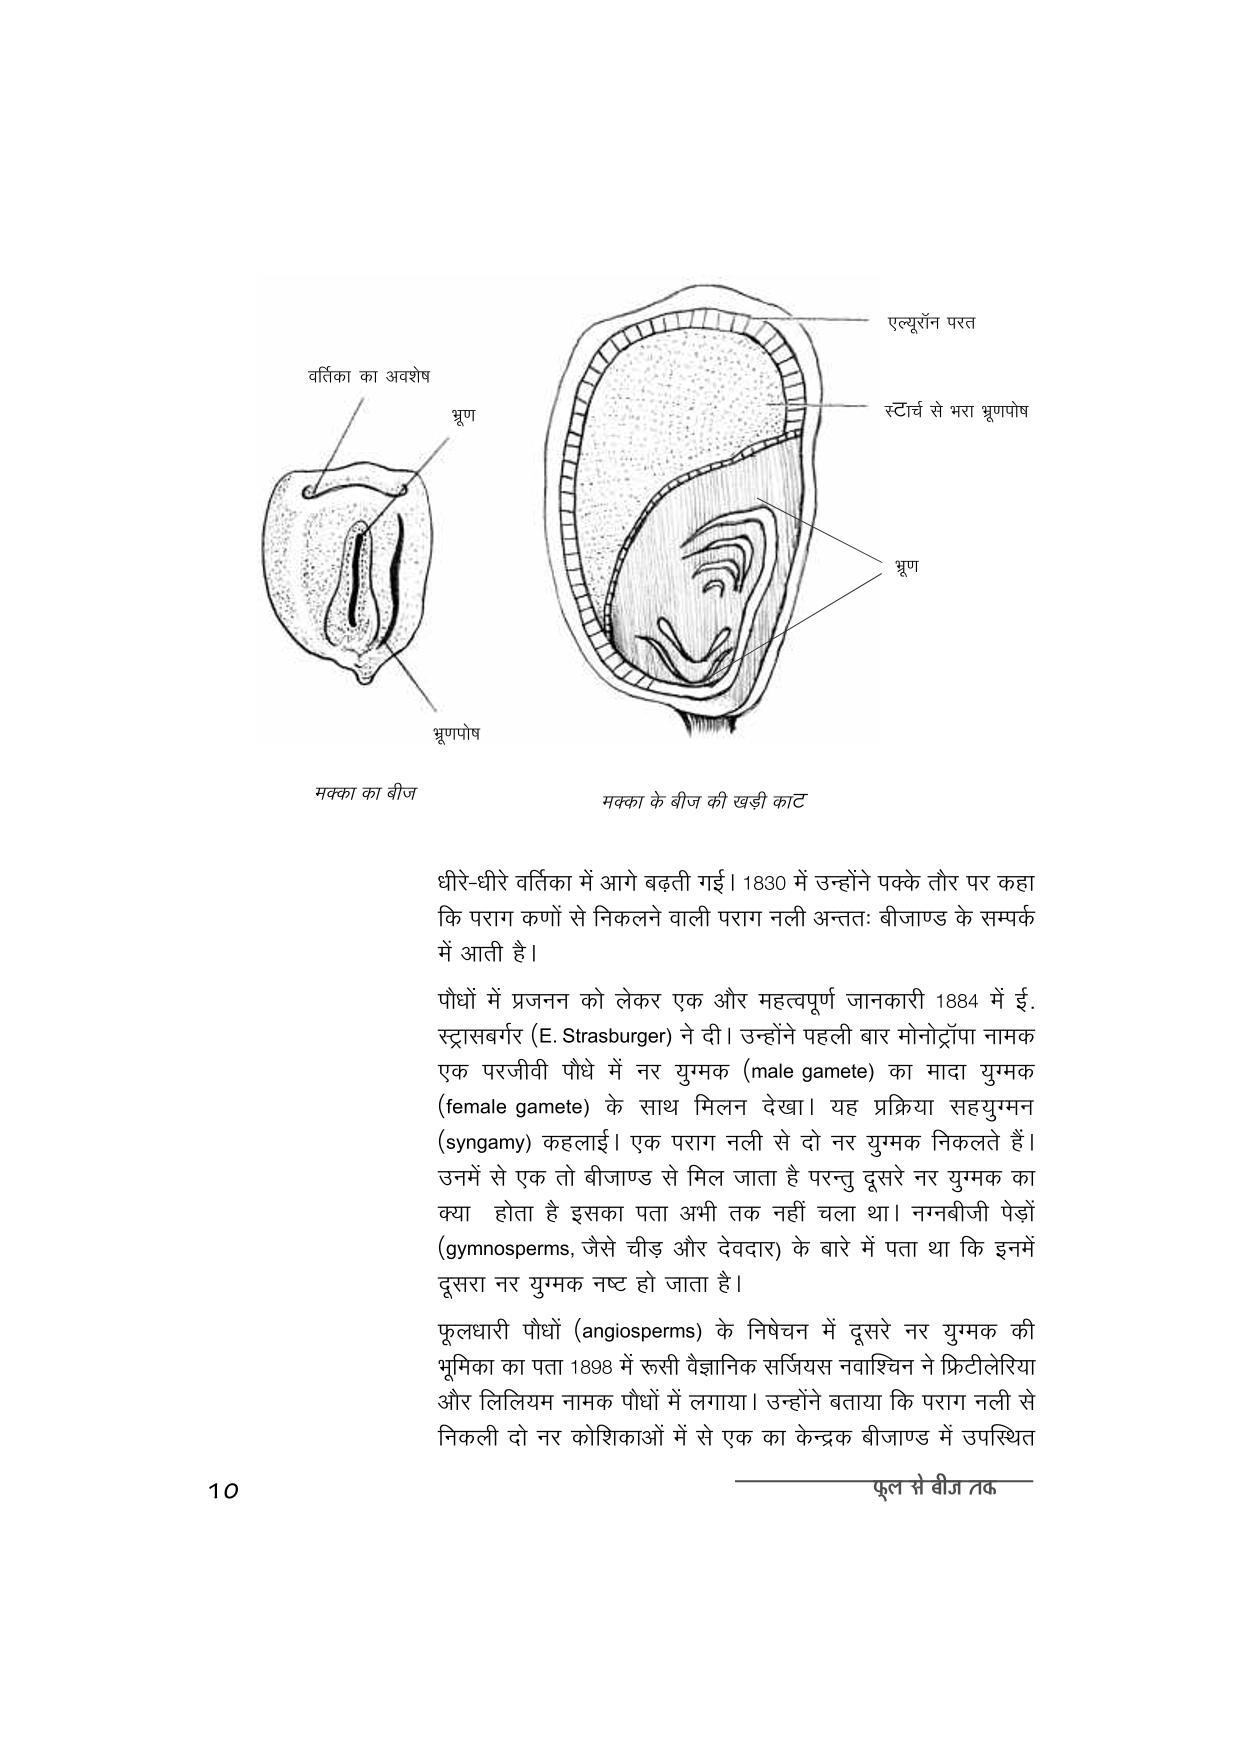 एल्यूरॉन परत
वर्तिका का अवशेष
भ्रूण
स्टार्च से भरा भ्रूणपोष
भ्रूण
भ्रूणपोष
मक्का का बीज
मक्का के बीज की खड़ी काट
धीरे-धीरे वर्तिका में आगे बढ़ती गई। 1830 में उन्होंने पक्के तौर पर कहा
कि पराग कणों से निकलने वाली पराग नली अन्ततः बीजाण्ड के सम्पर्क
में आती है।
पौधों में प्रजनन को लेकर एक और महत्वपूर्ण जानकारी 1884 में ई.
स्ट्रासबर्गर (E. Strasburger) ने दी। उन्होंने पहली बार मोनोट्रॉपा नामक
एक परजीवी पौधे में नर युग्मक (male gamete) का मादा युग्मक
(female gamete) के साथ मिलन देखा। यह प्रक्रिया सहयुग्मन
(syngamy) कहलाई। एक पराग नली से दो नर युग्मक निकलते हैं।
उनमें से एक तो बीजाण्ड से मिल जाता है परन्तु दूसरे नर युग्मक का
क्या होता है इसका पता अभी तक नहीं चला था। नग्नबीजी पेड़ों
(gymnosperms, जैसे चीड़ और देवदार) के बारे में पता था कि इनमें
दूसरा नर युग्मक नष्ट हो जाता है।
फूलधारी पौधों (angiosperms) के निषेचन में दूसरे नर युग्मक की
भूमिका का पता 1898 में रूसी वैज्ञानिक सर्जियस नवाश्चिन ने फ्रिटीलेरिया
और लिलियम नामक पौधों में लगाया। उन्होंने बताया कि पराग नली से
निकली दो नर कोशिकाओं में से एक का केन्द्रक बीजाण्ड में उपस्थित
10
फूल से बीज तक